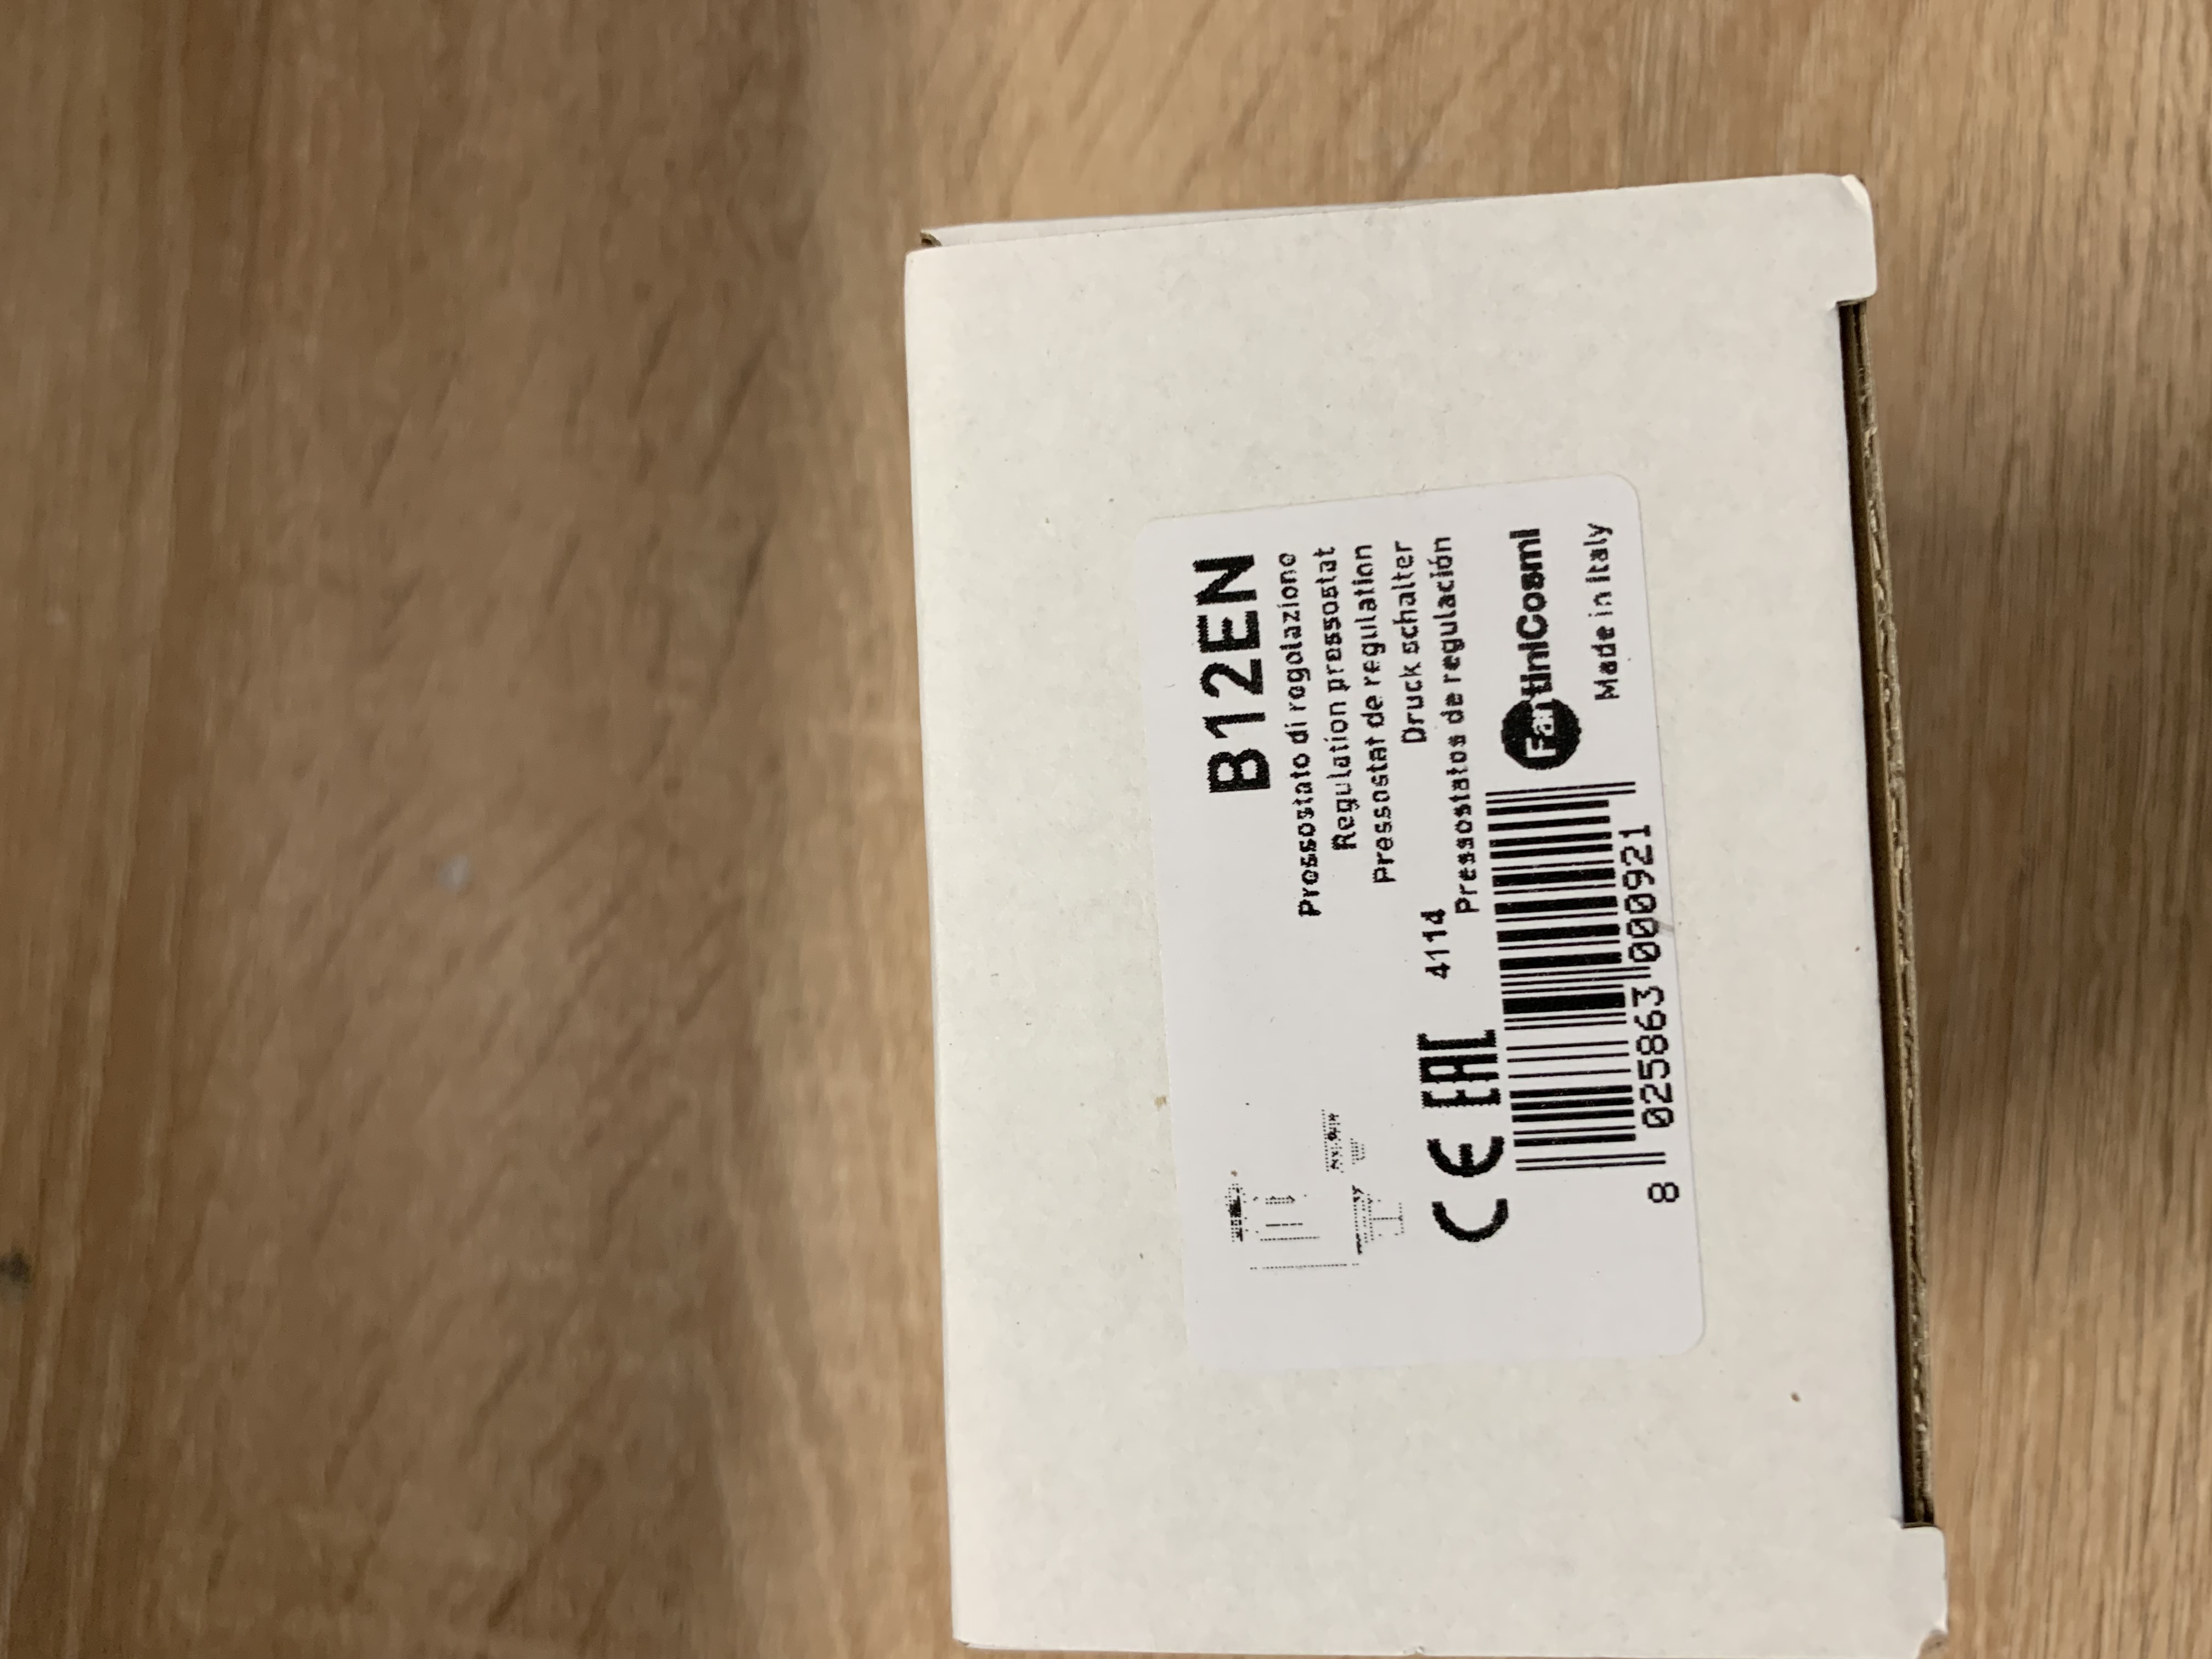 B12EN
Pressostato di regolazione
Regulation pressostat
Pressostat de regulation
Druck schalter
Pressostatos de regulación
4114
CE EAC
FantiniCosmi
Made in Italy
8 025863 000921